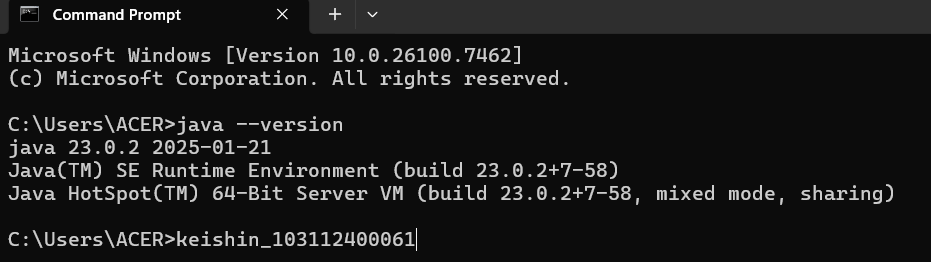 Command Prompt
Microsoft Windows [Version 10.0.26100.7462]
(c) Microsoft Corporation. All rights reserved.
C:\Users\ACER>java --version
java 23.0.2 2025-01-21
Java(TM) SE Runtime Environment (build 23.0.2+7-58)
Java HotSpot(TM) 64-Bit Server VM (build 23.0.2+7-58, mixed mode, sharing)
C:\Users\ACER>keishin_103112400061